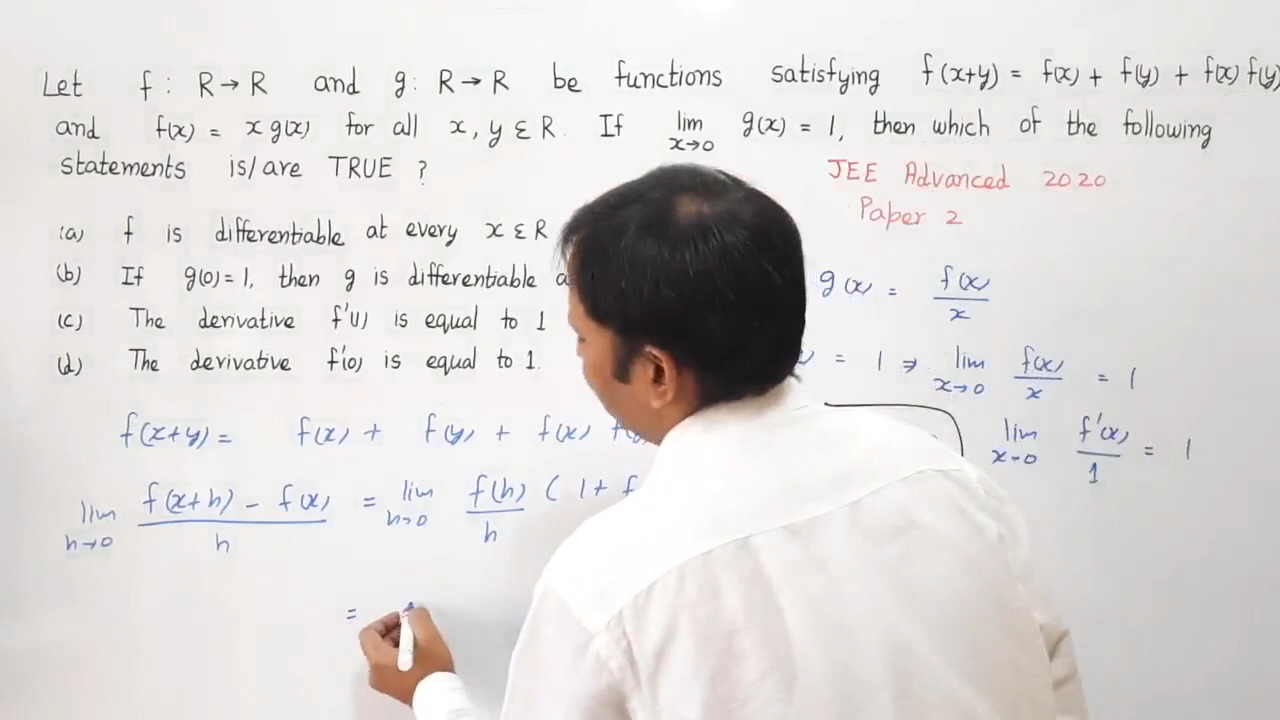 Let f : R → R and g : R → R be functions satisfying f(x+y) = f(x) + f(y) + f(x) f(y)
and f(x) = x g(x) for all x, y ε R. If lim x→0 g(x) = 1, then which of the following
statements is/are TRUE ?
JEE Advanced 2020
Paper 2
(a) f is differentiable at every x ε R
(b) If g(0) = 1, then g is differentiable
(c) The derivative f'(1) is equal to 1
(d) The derivative f'(0) is equal to 1.
g(x) = f(x)/x
= 1 ⇒ lim x→0 f(x)/x = 1
lim x→0 f'(x)/1 = 1
f(x+y) = f(x) + f(y) + f(x)
lim h→0 f(x+h) - f(x) / h = lim h→0 f(h)/h ( 1 +
=